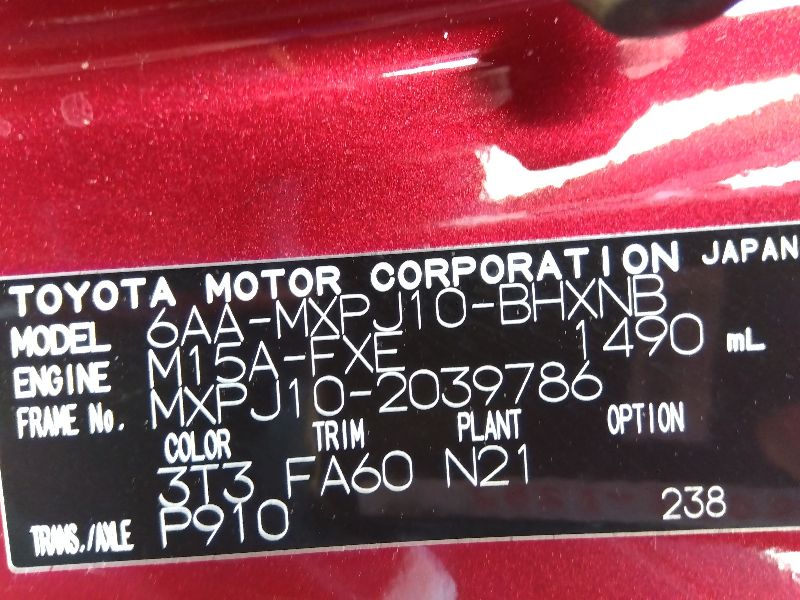 TOYOTA MOTOR CORPORATION JAPAN
MODEL 6AA-MXPJ10-BHXNB
ENGINE M15A-FXE 1490 mL
FRAME No. MXPJ10-2039786
COLOR TRIM PLANT OPTION
3T3 FA60 N21
TRANS./AXLE P910 238